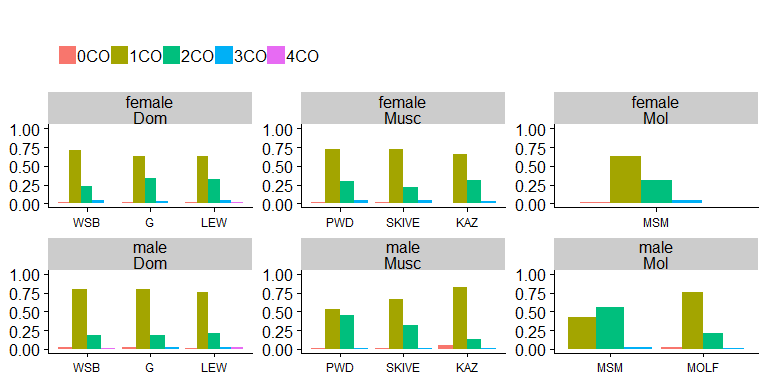 0CO 1CO 2CO 3CO 4CO
female female female
Dom Musc Mol
1.00 1.00 1.00
0.75 0.75 0.75
0.50 0.50 0.50
0.25 0.25 0.25
0.00 0.00 0.00
WSB G LEW PWD SKIVE KAZ MSM
male male male
Dom Musc Mol
1.00 1.00 1.00
0.75 0.75 0.75
0.50 0.50 0.50
0.25 0.25 0.25
0.00 0.00 0.00
WSB G LEW PWD SKIVE KAZ MSM MOLF